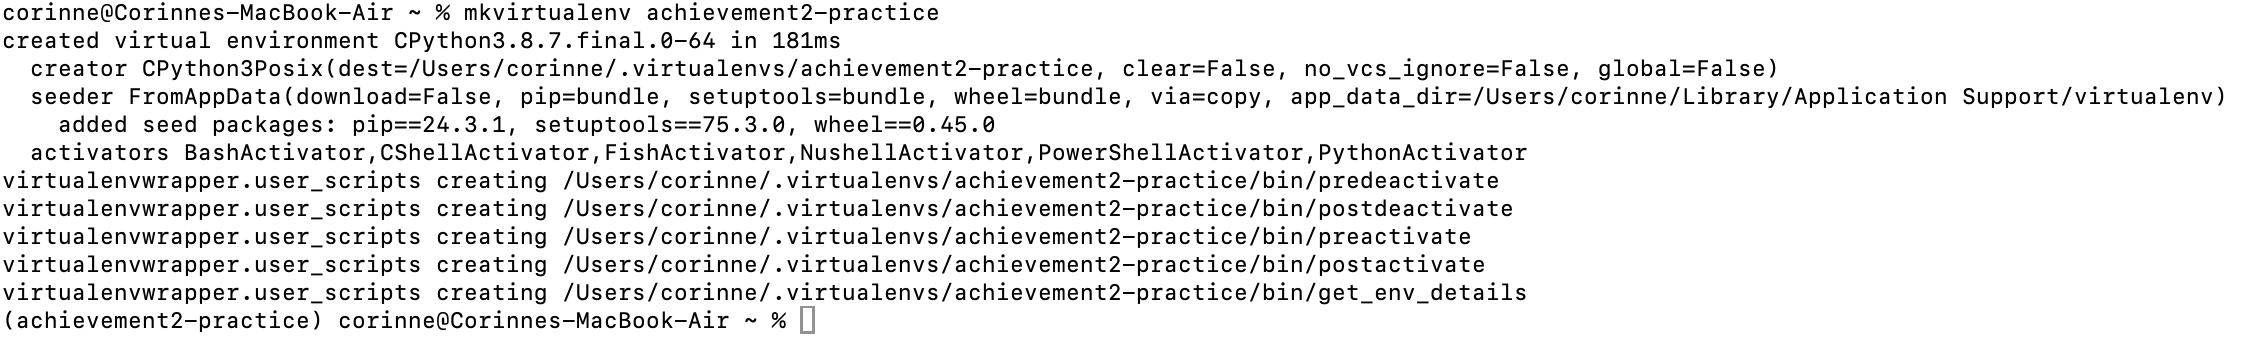 corinne@Corinnes-MacBook-Air ~ % mkvirtualenv achievement2-practice
created virtual environment CPython3.8.7.final.0-64 in 181ms
  creator CPython3Posix(dest=/Users/corinne/.virtualenvs/achievement2-practice, clear=False, no_vcs_ignore=False, global=False)
  seeder FromAppData(download=False, pip=bundle, setuptools=bundle, wheel=bundle, via=copy, app_data_dir=/Users/corinne/Library/Application Support/virtualenv)
    added seed packages: pip==24.3.1, setuptools==75.3.0, wheel==0.45.0
  activators BashActivator,CShellActivator,FishActivator,NushellActivator,PowerShellActivator,PythonActivator
virtualenvwrapper.user_scripts creating /Users/corinne/.virtualenvs/achievement2-practice/bin/predeactivate
virtualenvwrapper.user_scripts creating /Users/corinne/.virtualenvs/achievement2-practice/bin/postdeactivate
virtualenvwrapper.user_scripts creating /Users/corinne/.virtualenvs/achievement2-practice/bin/preactivate
virtualenvwrapper.user_scripts creating /Users/corinne/.virtualenvs/achievement2-practice/bin/postactivate
virtualenvwrapper.user_scripts creating /Users/corinne/.virtualenvs/achievement2-practice/bin/get_env_details
(achievement2-practice) corinne@Corinnes-MacBook-Air ~ %